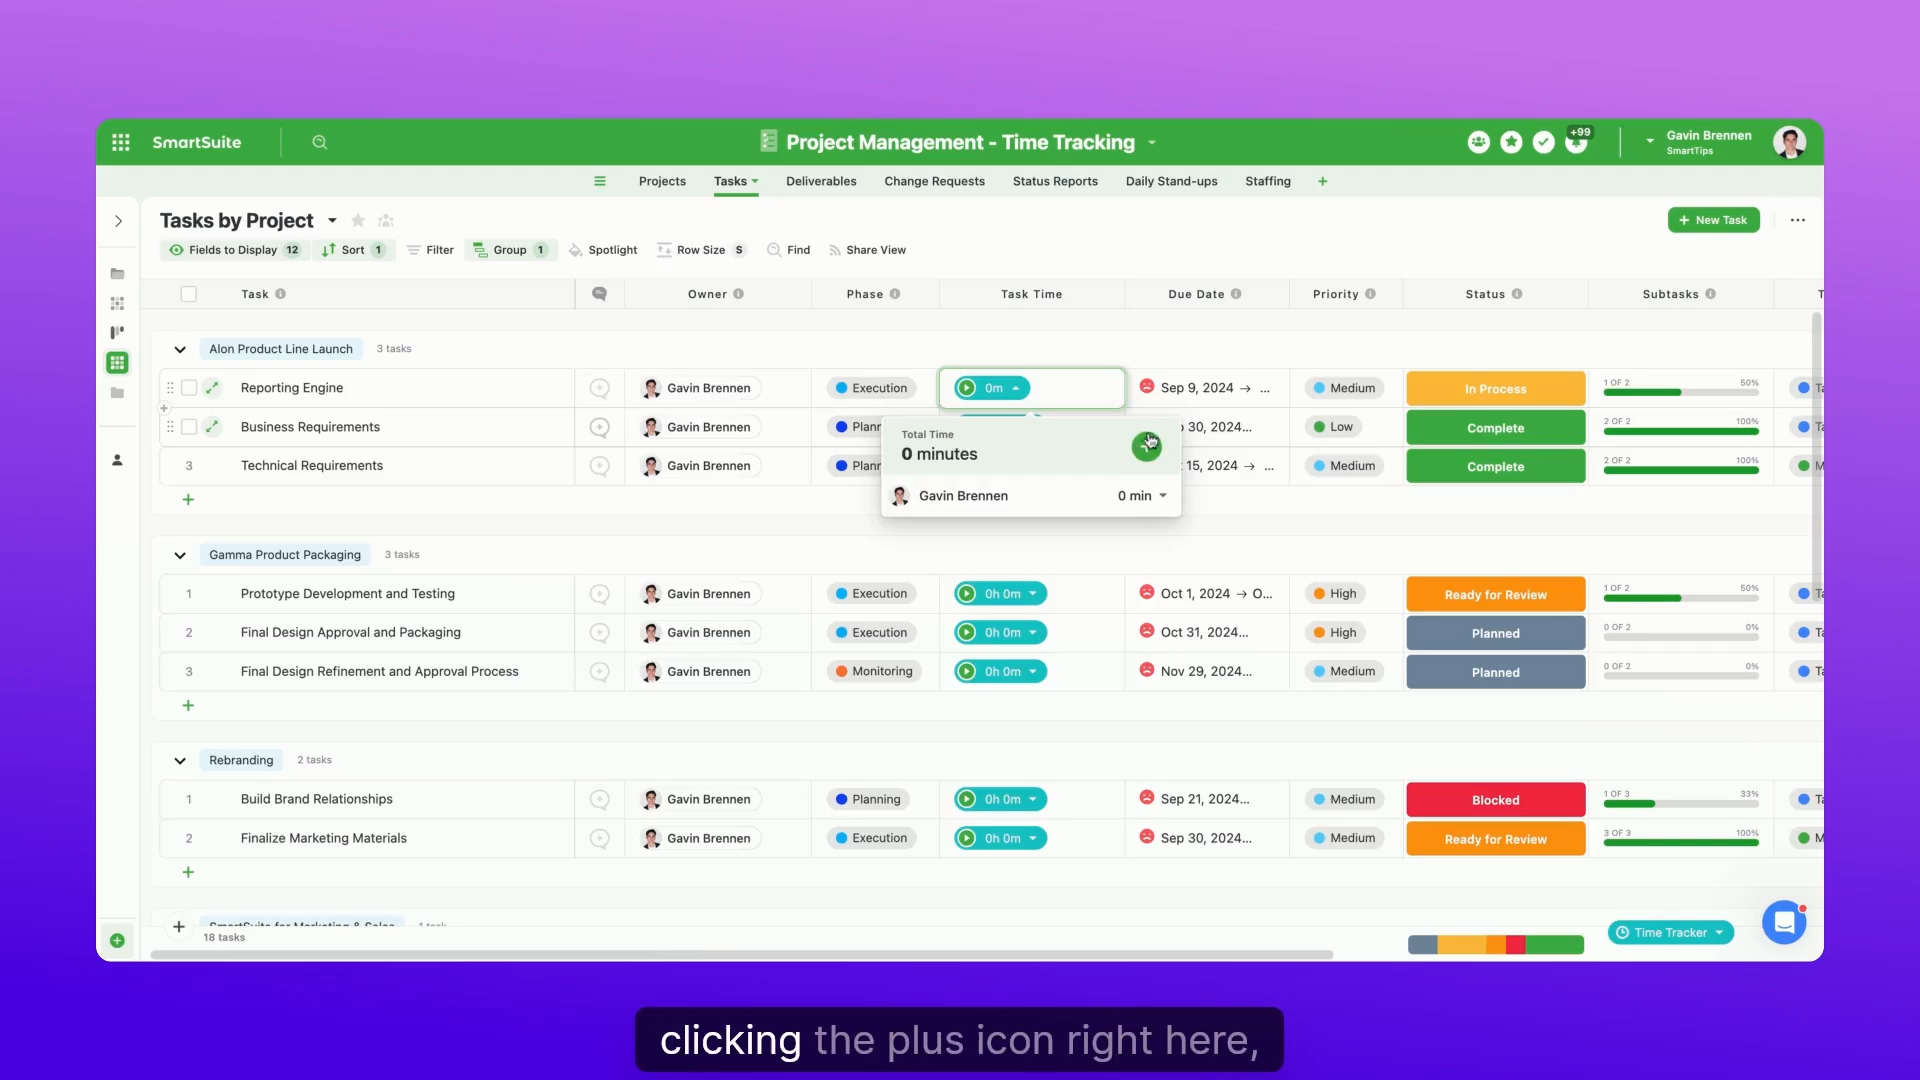 SmartSuite
Project Management - Time Tracking
+99
Gavin Brennen
SmartTips
Projects
Tasks
Deliverables
Change Requests
Status Reports
Daily Stand-ups
Staffing
+
Tasks by Project
+ New Task
Fields to Display 12
Sort 1
Filter
Group 1
Spotlight
Row Size S
Find
Share View
Task Owner Phase Task Time Due Date Priority Status Subtasks
Alon Product Line Launch 3 tasks
Reporting Engine Gavin Brennen Execution 0m Sep 9, 2024 → ... Medium In Process 1 OF 2 50%
Business Requirements Gavin Brennen Plann 30, 2024... Low Complete 2 OF 2 100%
3 Technical Requirements Gavin Brennen Plann 15, 2024 → ... Medium Complete 2 OF 2 100%
Total Time
0 minutes
Gavin Brennen 0 min
+
Gamma Product Packaging 3 tasks
1 Prototype Development and Testing Gavin Brennen Execution 0h 0m Oct 1, 2024 → O... High Ready for Review 1 OF 2 50%
2 Final Design Approval and Packaging Gavin Brennen Execution 0h 0m Oct 31, 2024... High Planned 0 OF 2 0%
3 Final Design Refinement and Approval Process Gavin Brennen Monitoring 0h 0m Nov 29, 2024... Medium Planned 0 OF 2 0%
+
Rebranding 2 tasks
1 Build Brand Relationships Gavin Brennen Planning 0h 0m Sep 21, 2024... Medium Blocked 1 OF 3 33%
2 Finalize Marketing Materials Gavin Brennen Execution 0h 0m Sep 30, 2024... Medium Ready for Review 3 OF 3 100%
+
SmartSuite for Marketing & Sales 1 task
18 tasks
Time Tracker
clicking the plus icon right here,